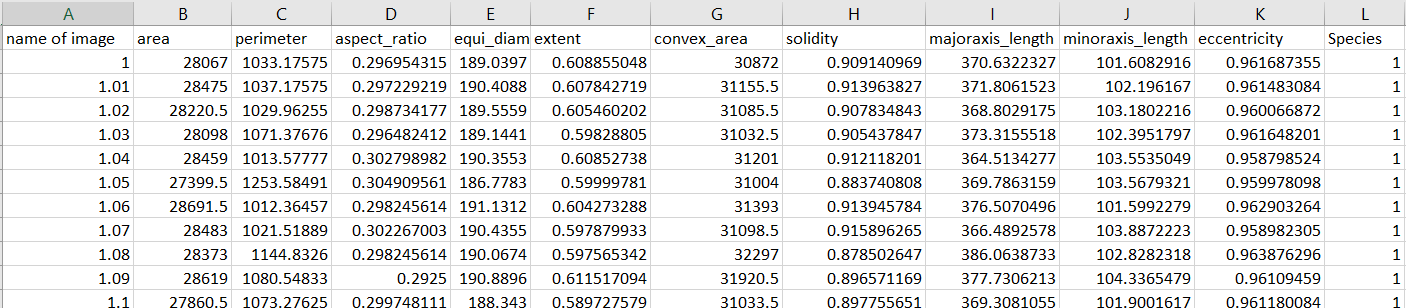 A B C D E F G H I J K L
name of image area perimeter aspect_ratio equi_diam extent convex_area solidity majoraxis_length minoraxis_length eccentricity Species
1 28067 1033.17575 0.296954315 189.0397 0.608855048 30872 0.909140969 370.6322327 101.6082916 0.961687355 1
1.01 28475 1037.17575 0.297229219 190.4088 0.607842719 31155.5 0.913963827 371.8061523 102.196167 0.961483084 1
1.02 28220.5 1029.96255 0.298734177 189.5559 0.605460202 31085.5 0.907834843 368.8029175 103.1802216 0.960066872 1
1.03 28098 1071.37676 0.296482412 189.1441 0.59828805 31032.5 0.905437847 373.3155518 102.3951797 0.961648201 1
1.04 28459 1013.57777 0.302798982 190.3553 0.60852738 31201 0.912118201 364.5134277 103.5535049 0.958798524 1
1.05 27399.5 1253.58491 0.304909561 186.7783 0.59999781 31004 0.883740808 369.7863159 103.5679321 0.959978098 1
1.06 28691.5 1012.36457 0.298245614 191.1312 0.604273288 31393 0.913945784 376.5070496 101.5992279 0.962903264 1
1.07 28483 1021.51889 0.302267003 190.4355 0.597879933 31098.5 0.915896265 366.4892578 103.8872223 0.958982305 1
1.08 28373 1144.8326 0.298245614 190.0674 0.597565342 32297 0.878502647 386.0638733 102.8282318 0.963876296 1
1.09 28619 1080.54833 0.2925 190.8896 0.611517094 31920.5 0.896571169 377.7306213 104.3365479 0.96109459 1
1.1 27860.5 1073.27625 0.299748111 188.343 0.589727579 31033.5 0.897755651 369.3081055 101.9001617 0.961180084 1